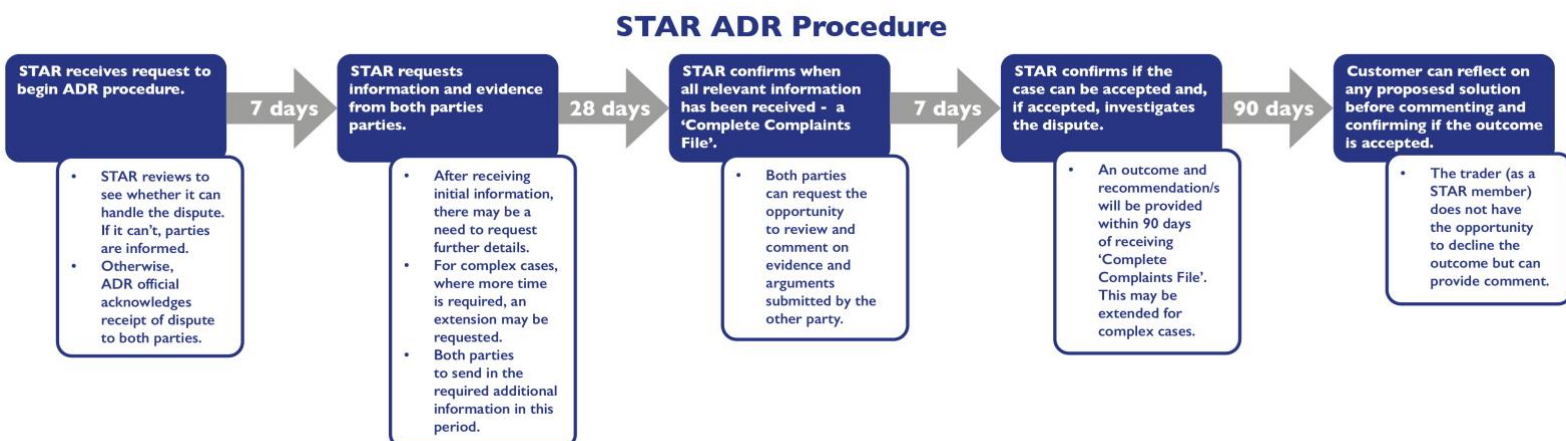 STAR ADR Procedure
STAR receives request to
begin ADR procedure.
7 days
• STAR reviews to
see whether it can
handle the dispute.
If it can't, parties
are informed.
• Otherwise,
ADR official
acknowledges
receipt of dispute
to both parties.
STAR requests
information and evidence
from both parties
parties.
28 days
• After receiving
initial information,
there may be a
need to request
further details.
• For complex cases,
where more time
is required, an
extension may be
requested.
• Both parties
to send in the
required additional
information in this
period.
STAR confirms when
all relevant information
has been received - a
'Complete Complaints
File'.
7 days
• Both parties
can request the
opportunity
to review and
comment on
evidence and
arguments
submitted by the
other party.
STAR confirms if the
case can be accepted and,
if accepted, investigates
the dispute.
90 days
• An outcome and
recommendation/s
will be provided
within 90 days
of receiving
'Complete
Complaints File'.
This may be
extended for
complex cases.
Customer can reflect on
any proposesd solution
before commenting and
confirming if the outcome
is accepted.
• The trader (as a
STAR member)
does not have
the opportunity
to decline the
outcome but can
provide comment.